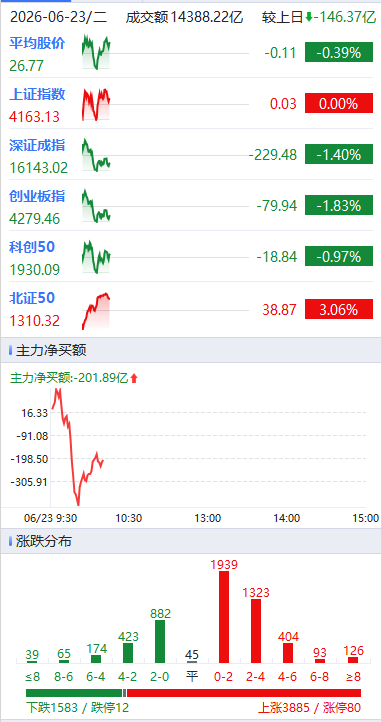 2026-06-23/二 成交额 14388.22亿 较上日 -146.37亿
平均股价
26.77 -0.11 -0.39%
上证指数
4163.13 0.03 0.00%
深证成指
16143.02 -229.48 -1.40%
创业板指
4279.46 -79.94 -1.83%
科创50
1930.09 -18.84 -0.97%
北证50
1310.32 38.87 3.06%
主力净买额
主力净买额:-201.89亿
16.33
-91.08
-198.50
-305.91
06/23 9:30 10:30 13:00 14:00 15:00
涨跌分布
39 65 174 423 882 45 1939 1323 404 93 126
≤8 8-6 6-4 4-2 2-0 平 0-2 2-4 4-6 6-8 ≥8
下跌1583 / 跌停12 上涨3885 / 涨停80